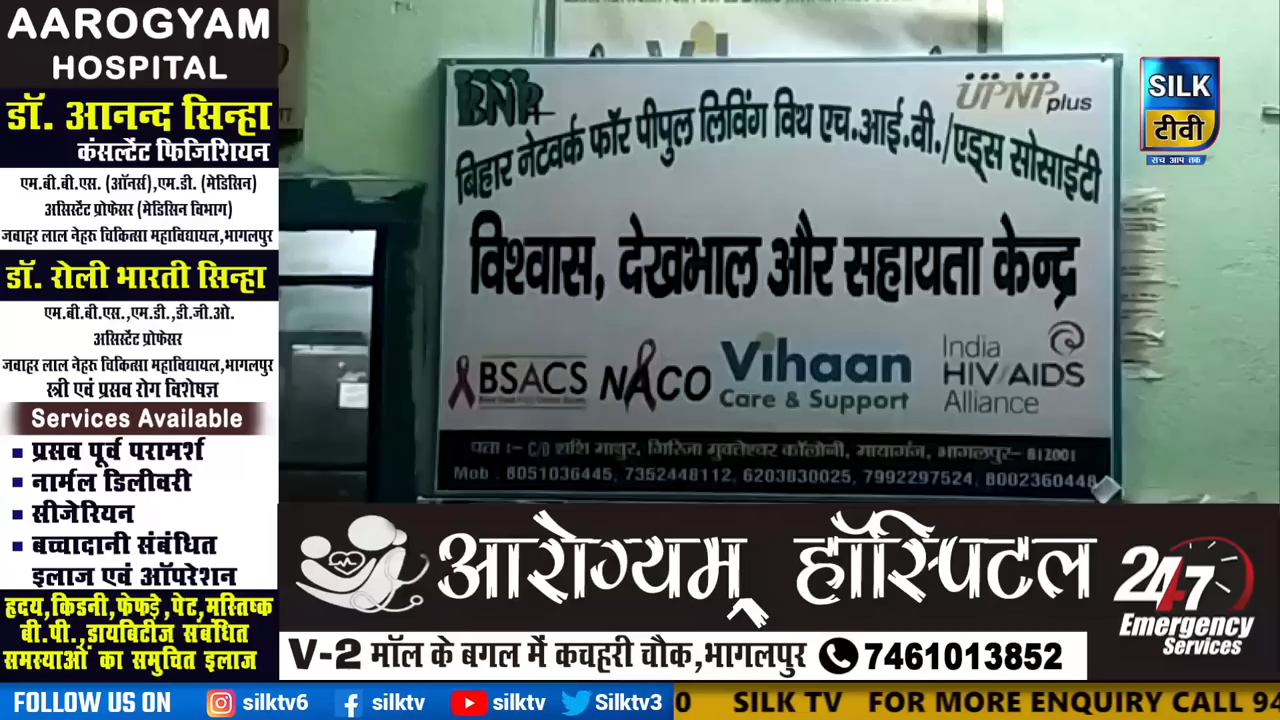 AAROGYAM
HOSPITAL
डॉ. आनन्द सिन्हा
कंसल्टेंट फिजिशियन
एम.बी.बी.एस. (ऑनर्स),एम.डी. (मेडिसिन)
असिस्टेंट प्रोफेसर (मेडिसिन विभाग)
जवाहर लाल नेहरु चिकित्सा महाविद्यालय,भागलपुर
डॉ. रोली भारती सिन्हा
एम.बी.बी.एस.,एम.डी.,डी.जी.ओ.
असिस्टेंट प्रोफेसर
जवाहर लाल नेहरु चिकित्सा महाविद्यालय,भागलपुर
स्त्री एवं प्रसव रोग विशेषज्ञ
Services Available
प्रसव पूर्व परामर्श
नार्मल डिलीवरी
सीजेरियन
बच्चादानी संबंधित
इलाज एवं ऑपरेशन
हृदय,किडनी,फेफड़े,पेट,मस्तिष्क
बी.पी.,डायबिटीज संबंधित
समस्याओं का समुचित इलाज
BNP+
UPNP plus
बिहार नेटवर्क फॉर पीपुल लिविंग विथ एच.आई.वी./एड्स सोसाईटी
विश्वास, देखभाल और सहायता केन्द्र
BSACS
NACO
Vihaan
Care & Support
India
HIV/AIDS
Alliance
पता :- C/O शशि माथुर, गिरिजा मुक्तेश्वर कॉलोनी, मायागंज, भागलपुर- 812001
Mob : 8051036445, 7352448112, 6203830025, 7992297524, 8002360448
SILK
टीवी
सच आप तक
आरोग्यम् हॉस्पिटल
24x7
Emergency
Services
V-2 मॉल के बगल में कचहरी चौक,भागलपुर 7461013852
FOLLOW US ON silktv6 silktv silktv Silktv3 0 SILK TV FOR MORE ENQUIRY CALL 94